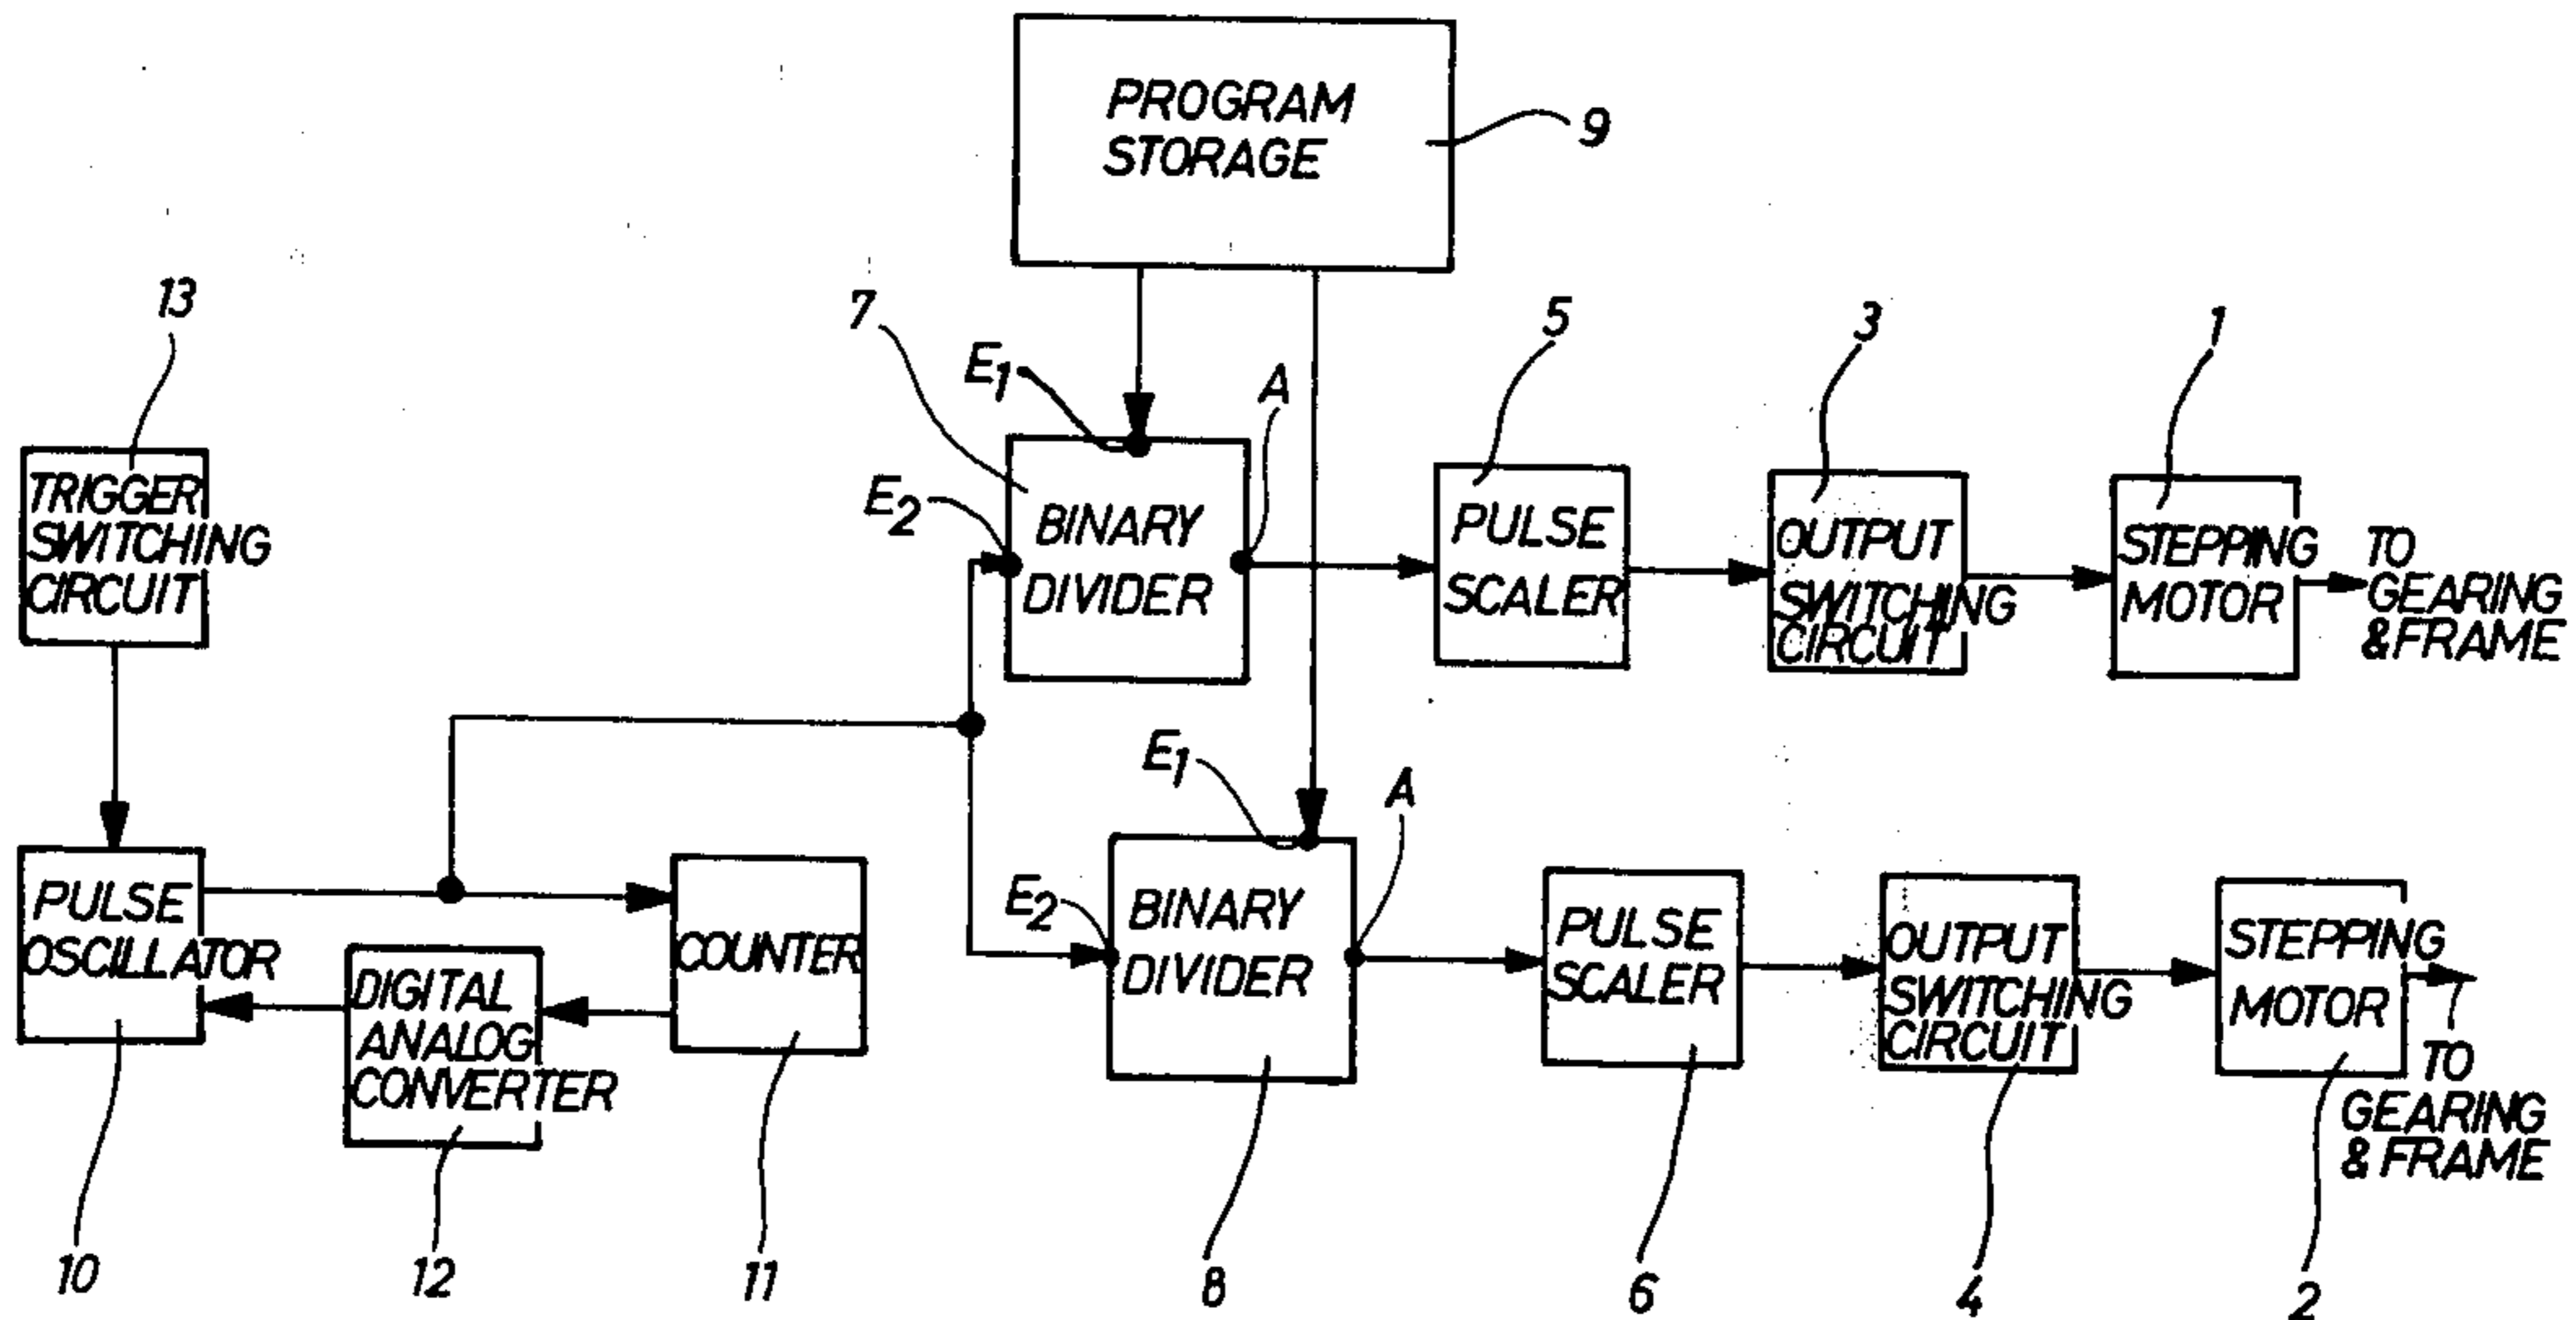 PROGRAM
STORAGE
9
13
7
E1
A
5
3
1
E2
TRIGGER
SWITCHING
CIRCUIT
BINARY
DIVIDER
PULSE
SCALER
OUTPUT
SWITCHING
CIRCUIT
STEPPING
MOTOR
TO
GEARING
& FRAME
E1
A
E2
PULSE
OSCILLATOR
DIGITAL
ANALOG
CONVERTER
COUNTER
BINARY
DIVIDER
PULSE
SCALER
OUTPUT
SWITCHING
CIRCUIT
STEPPING
MOTOR
TO
GEARING
& FRAME
10
12
11
8
6
4
2